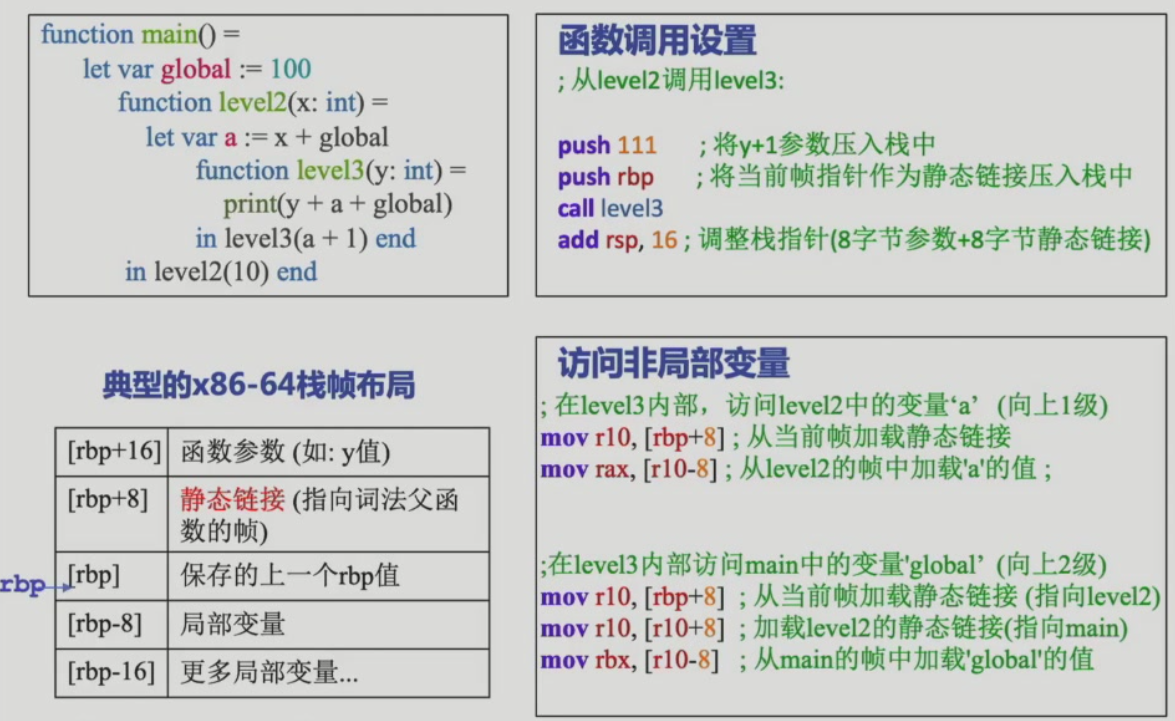 function main() =
let var global := 100
function level2(x: int) =
let var a := x + global
function level3(y: int) =
print(y + a + global)
in level3(a + 1) end
in level2(10) end
函数调用设置
; 从level2调用level3:
push 111 ; 将y+1参数压入栈中
push rbp ; 将当前帧指针作为静态链接压入栈中
call level3
add rsp, 16 ; 调整栈指针(8字节参数+8字节静态链接)
典型的x86-64栈帧布局
[rbp+16] 函数参数 (如: y值)
[rbp+8] 静态链接 (指向词法父函
数的帧)
rbp [rbp] 保存的上一个rbp值
[rbp-8] 局部变量
[rbp-16] 更多局部变量...
访问非局部变量
; 在level3内部，访问level2中的变量‘a’ (向上1级)
mov r10, [rbp+8] ; 从当前帧加载静态链接
mov rax, [r10-8] ; 从level2的帧中加载'a'的值 ;
;在level3内部访问main中的变量'global’ (向上2级)
mov r10, [rbp+8] ; 从当前帧加载静态链接 (指向level2)
mov r10, [r10+8] ; 加载level2的静态链接(指向main)
mov rbx, [r10-8] ; 从main的帧中加载'global'的值